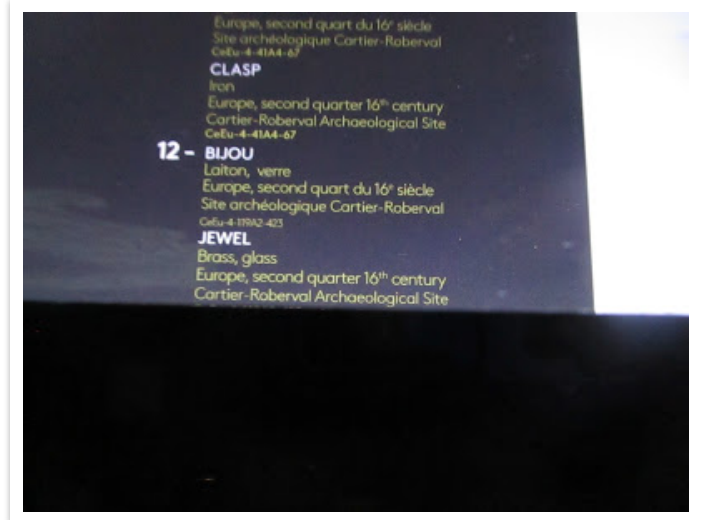 Europe, second quart du 16ᵉ siècle
Site archéologique Cartier-Roberval
CeEu-4-41A4-67
CLASP
Iron
Europe, second quarter 16ᵗʰ century
Cartier-Roberval Archaeological Site
CeEu-4-41A4-67
12 - BIJOU
Laiton, verre
Europe, second quart du 16ᵉ siècle
Site archéologique Cartier-Roberval
CeEu-4-119A2-423
JEWEL
Brass, glass
Europe, second quarter 16ᵗʰ century
Cartier-Roberval Archaeological Site